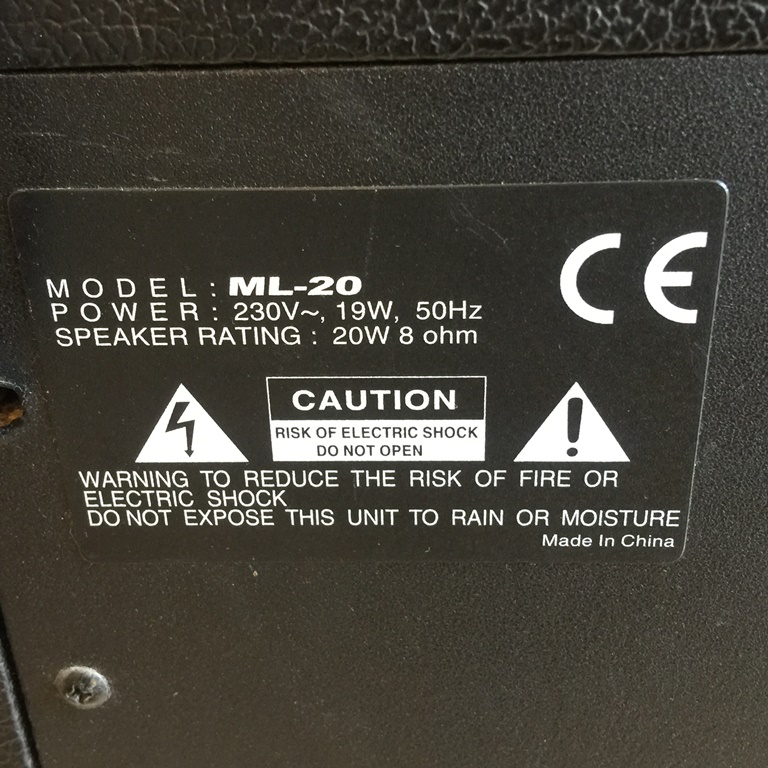 CE
MODEL: ML-20
POWER: 230V~, 19W, 50Hz
SPEAKER RATING: 20W 8 ohm
CAUTION
RISK OF ELECTRIC SHOCK
DO NOT OPEN
WARNING TO REDUCE THE RISK OF FIRE OR
ELECTRIC SHOCK
DO NOT EXPOSE THIS UNIT TO RAIN OR MOISTURE
Made In China